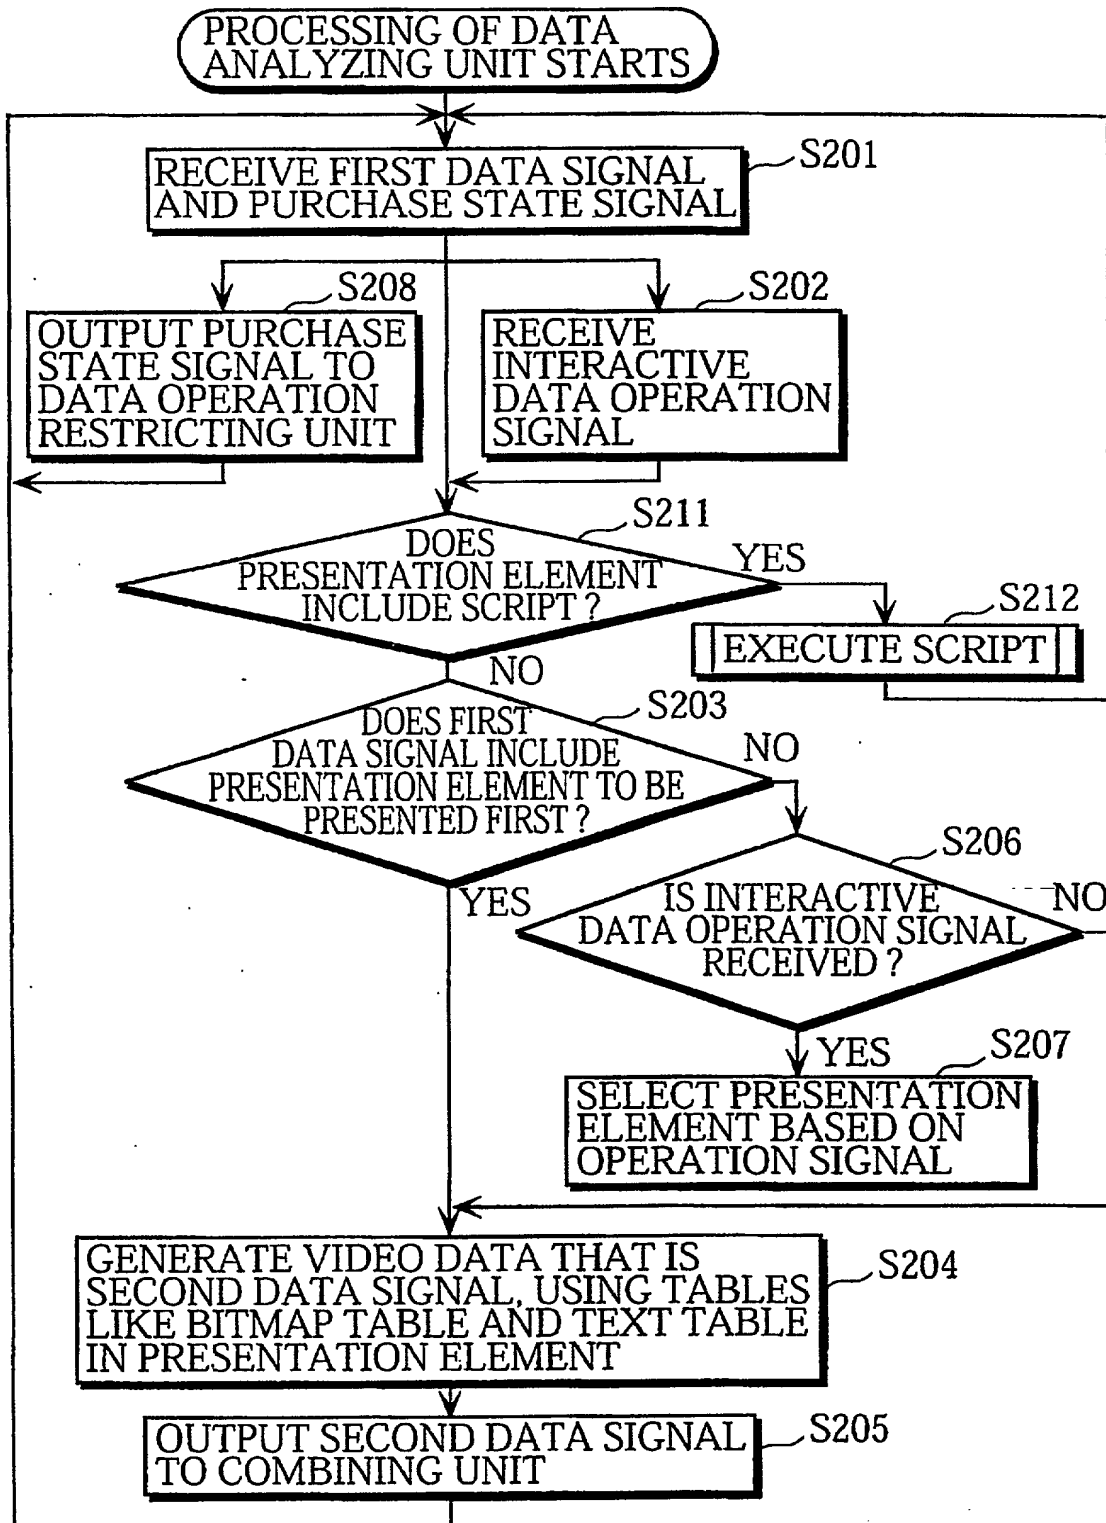 PROCESSING OF DATA
ANALYZING UNIT STARTS
S201
RECEIVE FIRST DATA SIGNAL
AND PURCHASE STATE SIGNAL
S208
OUTPUT PURCHASE
STATE SIGNAL TO
DATA OPERATION
RESTRICTING UNIT
S202
RECEIVE
INTERACTIVE
DATA OPERATION
SIGNAL
S211
DOES
PRESENTATION ELEMENT
INCLUDE SCRIPT ?
YES
S212
EXECUTE SCRIPT
NO
S203
DOES FIRST
DATA SIGNAL INCLUDE
PRESENTATION ELEMENT TO BE
PRESENTED FIRST ?
NO
YES
S206
IS INTERACTIVE
DATA OPERATION SIGNAL
RECEIVED ?
NO
YES
S207
SELECT PRESENTATION
ELEMENT BASED ON
OPERATION SIGNAL
S204
GENERATE VIDEO DATA THAT IS
SECOND DATA SIGNAL, USING TABLES
LIKE BITMAP TABLE AND TEXT TABLE
IN PRESENTATION ELEMENT
S205
OUTPUT SECOND DATA SIGNAL
TO COMBINING UNIT